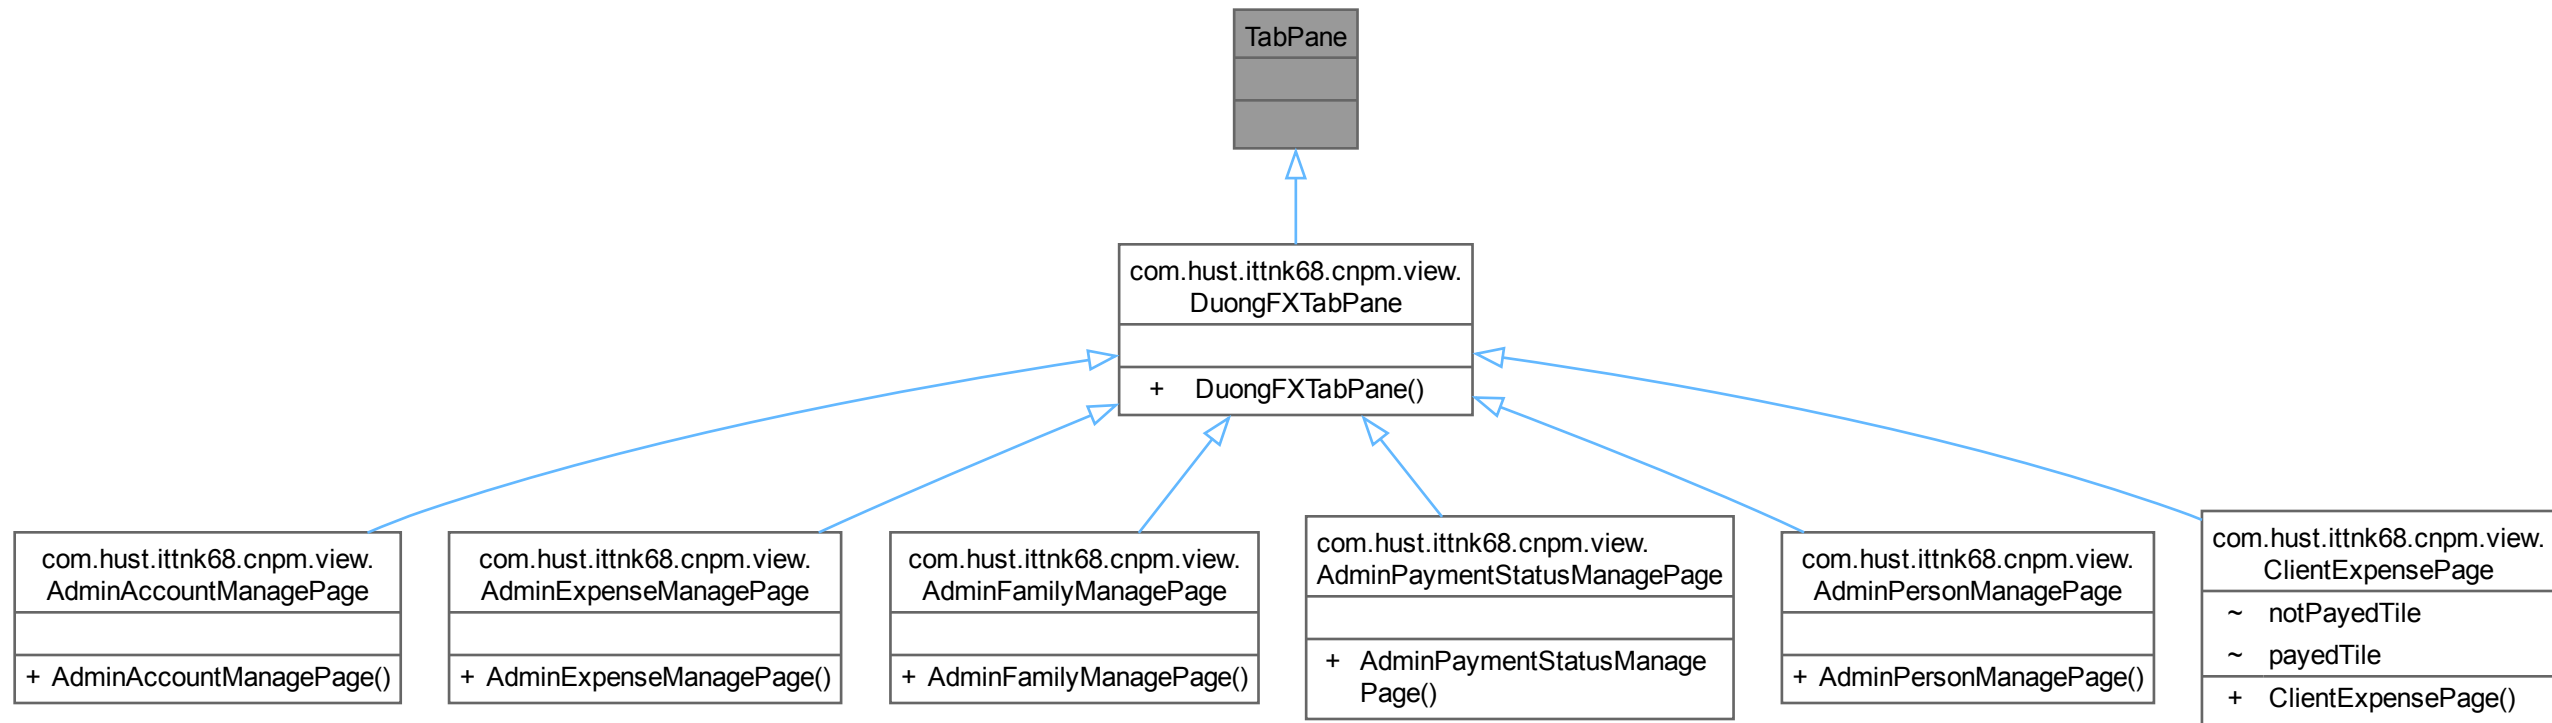 TabPane
com.hust.ittnk68.cnpm.view.
DuongFXTabPane
+ DuongFXTabPane()
com.hust.ittnk68.cnpm.view.
AdminAccountManagePage
+ AdminAccountManagePage()
com.hust.ittnk68.cnpm.view.
AdminExpenseManagePage
+ AdminExpenseManagePage()
com.hust.ittnk68.cnpm.view.
AdminFamilyManagePage
+ AdminFamilyManagePage()
com.hust.ittnk68.cnpm.view.
AdminPaymentStatusManagePage
+ AdminPaymentStatusManage
Page()
com.hust.ittnk68.cnpm.view.
AdminPersonManagePage
+ AdminPersonManagePage()
com.hust.ittnk68.cnpm.view.
ClientExpensePage
~ notPayedTile
~ payedTile
+ ClientExpensePage()